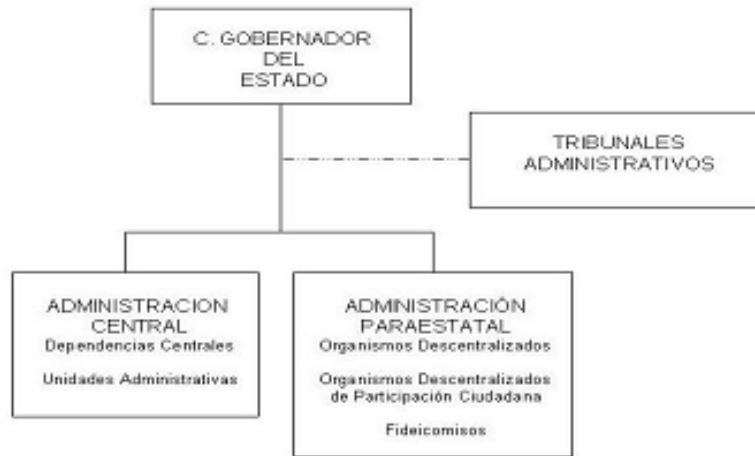 C. GOBERNADOR
DEL
ESTADO
TRIBUNALES
ADMINISTRATIVOS
ADMINISTRACION
CENTRAL
Dependencias Centrales
Unidades Administrativas
ADMINISTRACIÓN
PARAESTATAL
Organismos Descentralizados
Organismos Descentralizados
de Participación Ciudadana
Fideicomisos